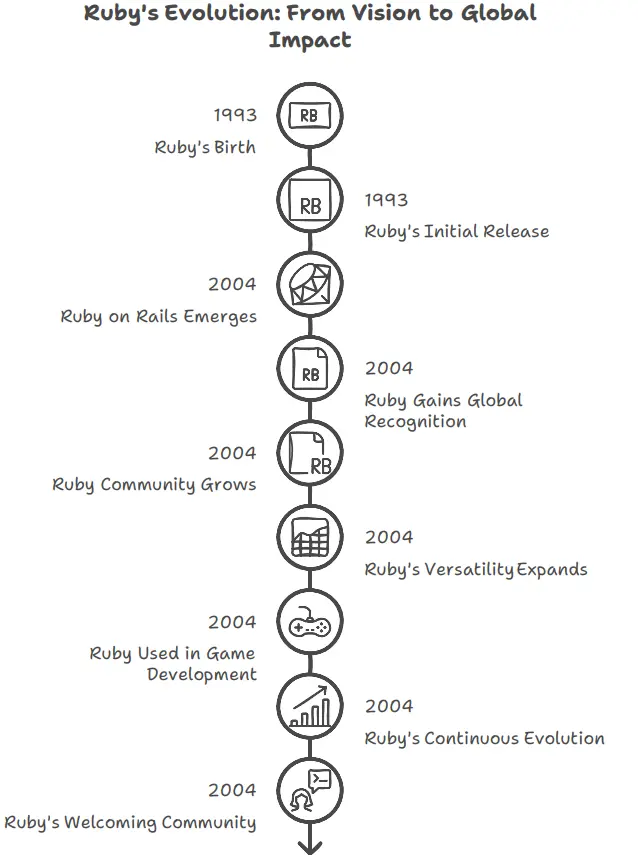 Ruby's Evolution: From Vision to Global
Impact
1993
RB
Ruby's Birth
RB
1993
Ruby's Initial Release
2004
Ruby on Rails Emerges
RB
2004
Ruby Gains Global
Recognition
2004
RB
Ruby Community Grows
2004
Ruby's Versatility Expands
2004
Ruby Used in Game
Development
2004
Ruby's Continuous Evolution
2004
Ruby's Welcoming Community